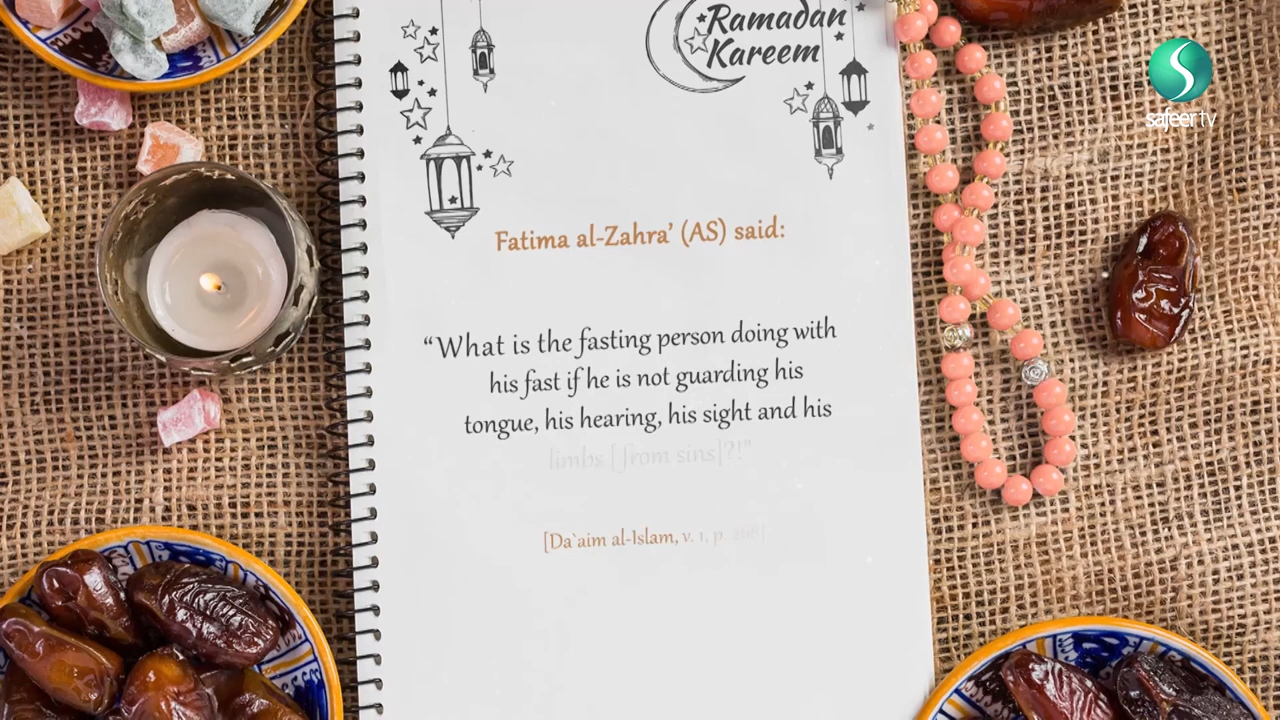 Ramadan
Kareem
safeer tv
Fatima al-Zahra’ (AS) said:
“What is the fasting person doing with
his fast if he is not guarding his
tongue, his hearing, his sight and his
limbs [from sins]?!”
[Da`aim al-Islam, v. 1, p. 268]